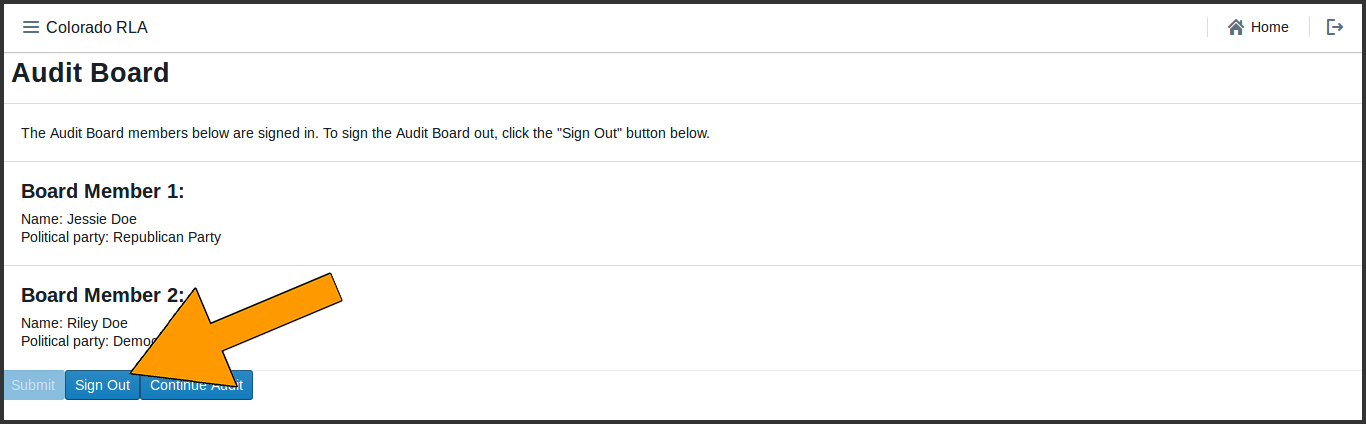 Colorado RLA
Home
Audit Board
The Audit Board members below are signed in. To sign the Audit Board out, click the "Sign Out" button below.
Board Member 1:
Name: Jessie Doe
Political party: Republican Party
Board Member 2:
Name: Riley Doe
Political party:
Submit
Sign Out
Continue Audit